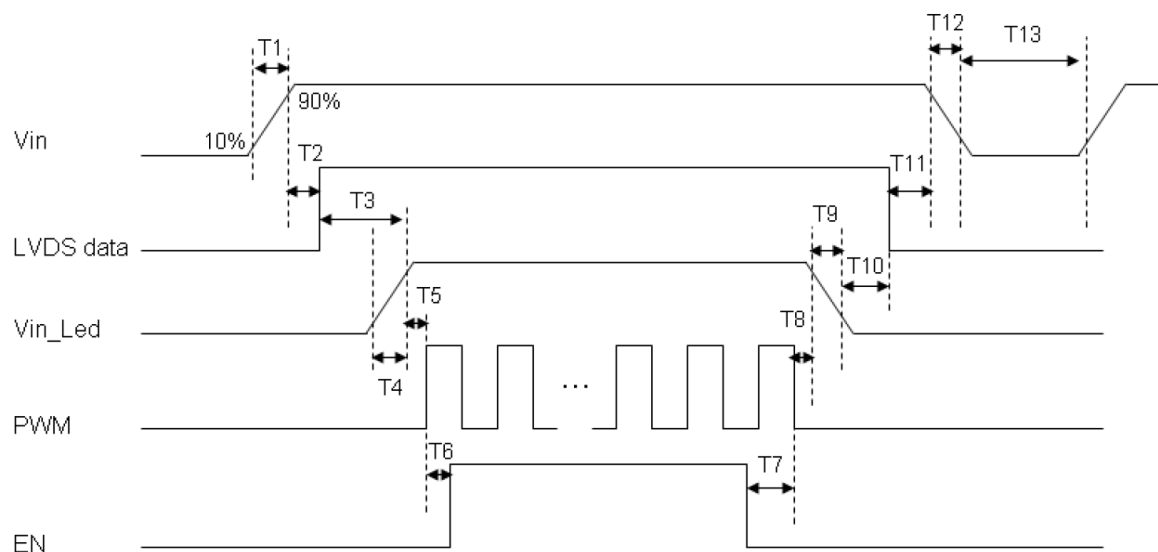 T1
T12
T13
90%
10%
Vin
T2
T11
T3
T9
LVDS data
T10
T5
Vin_Led
T8
T4
...
PWM
T6
T7
EN